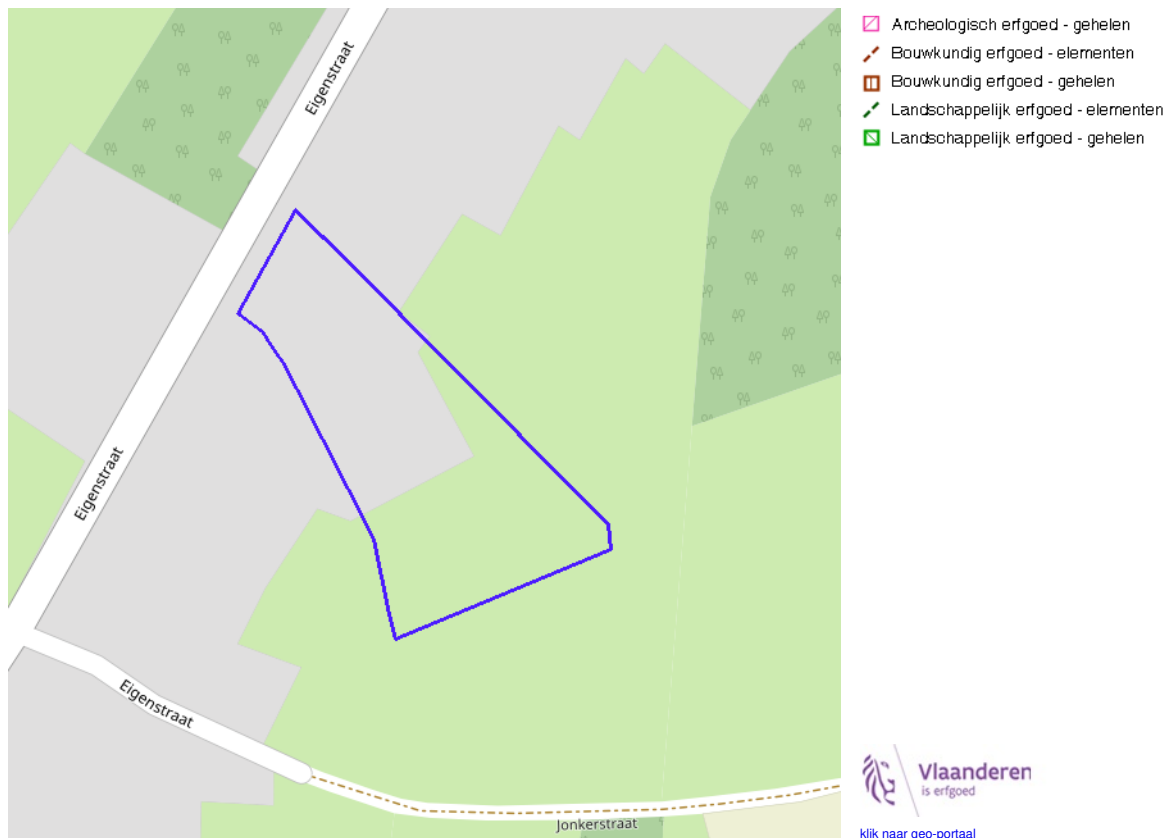 Eigenstraat
Eigenstraat
Eigenstraat
Jonkerstraat
Archeologisch erfgoed - gehelen
Bouwkundig erfgoed - elementen
Bouwkundig erfgoed - gehelen
Landschappelijk erfgoed - elementen
Landschappelijk erfgoed - gehelen
Vlaanderen
is erfgoed
klik naar geo-portaal